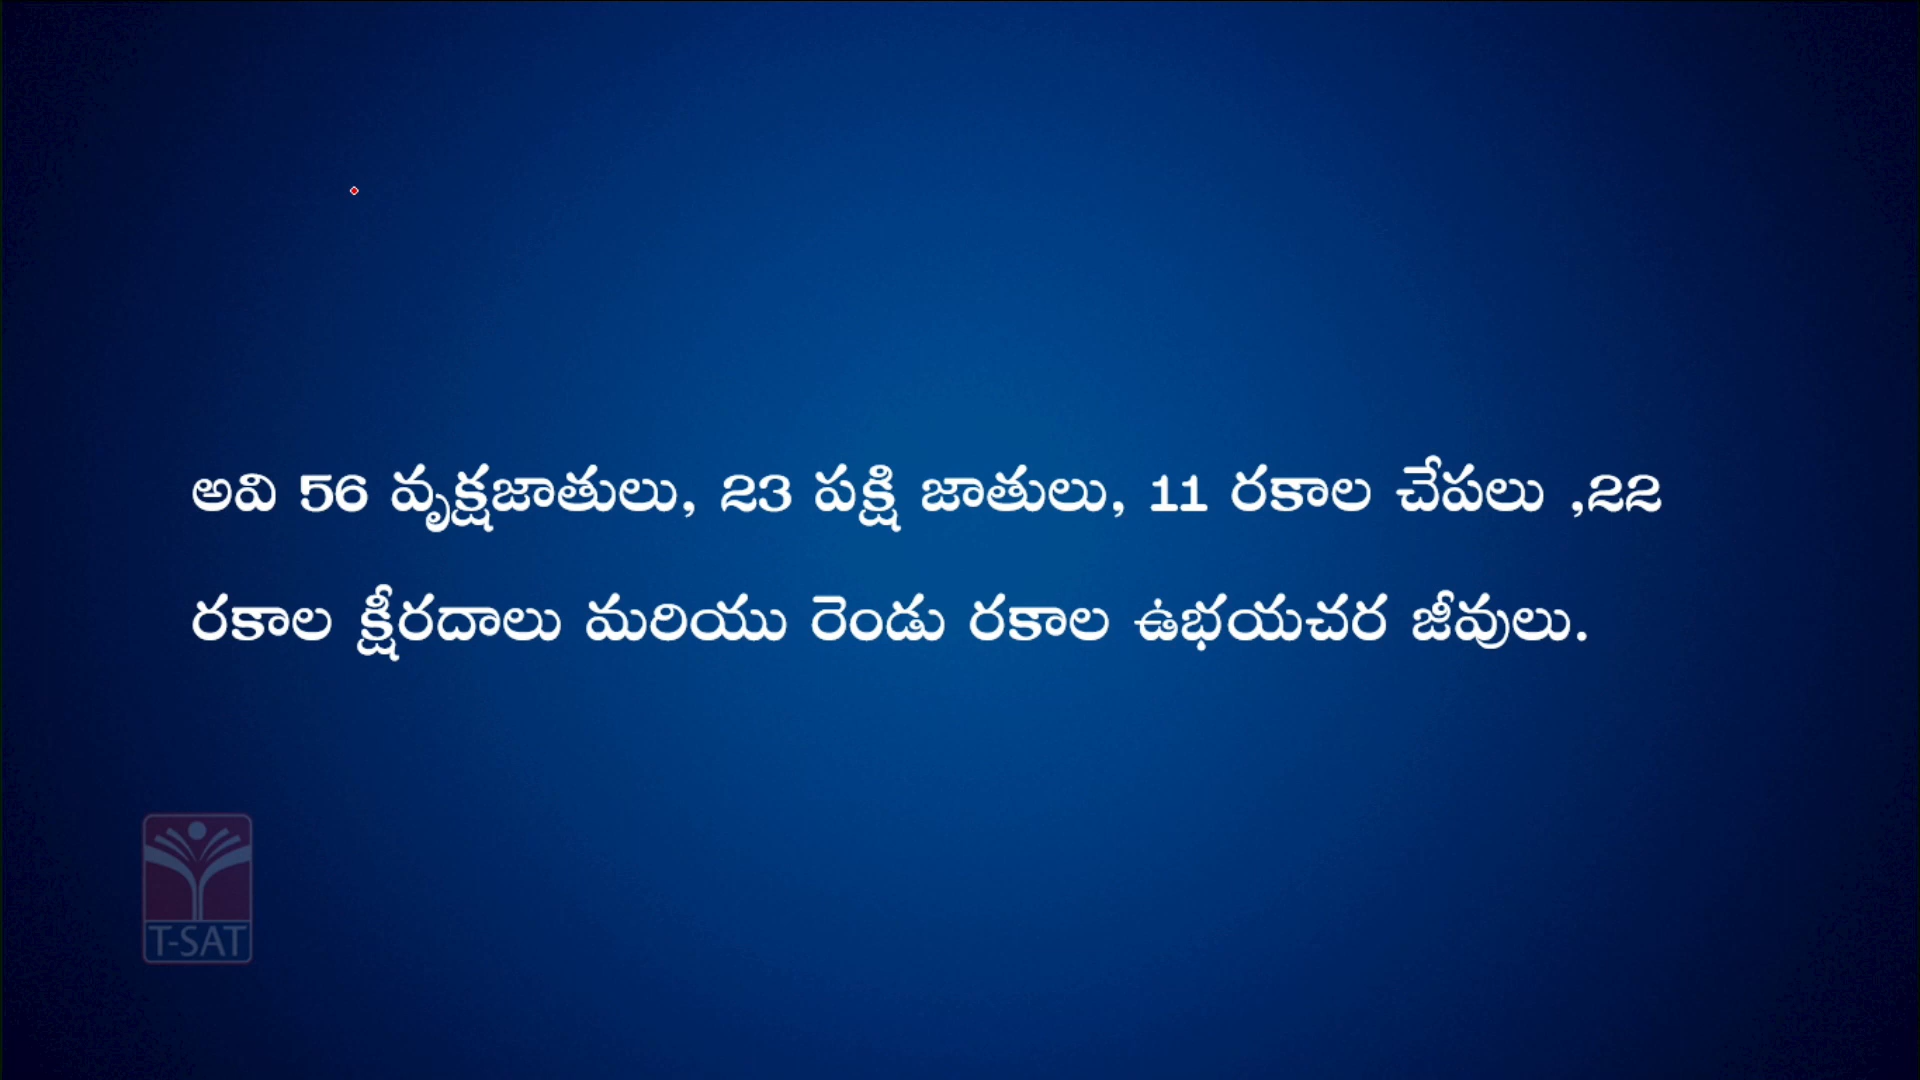 అవి 56 వృక్షజాతులు, 23 పక్షి జాతులు, 11 రకాల చేపలు ,22
రకాల క్షీరదాలు మరియు రెండు రకాల ఉభయచర జీవులు.
T-SAT